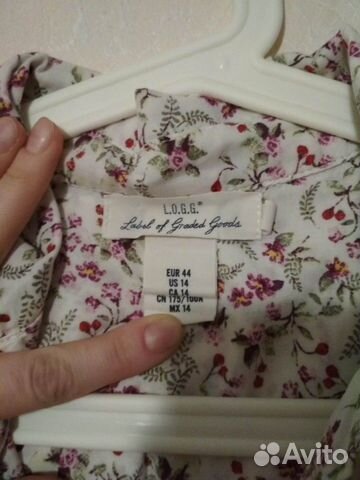 L.O.G.G.®
Label of Graded Goods
EUR 44
US 14
CA 14
CN 175/100A
MX 14
Avito